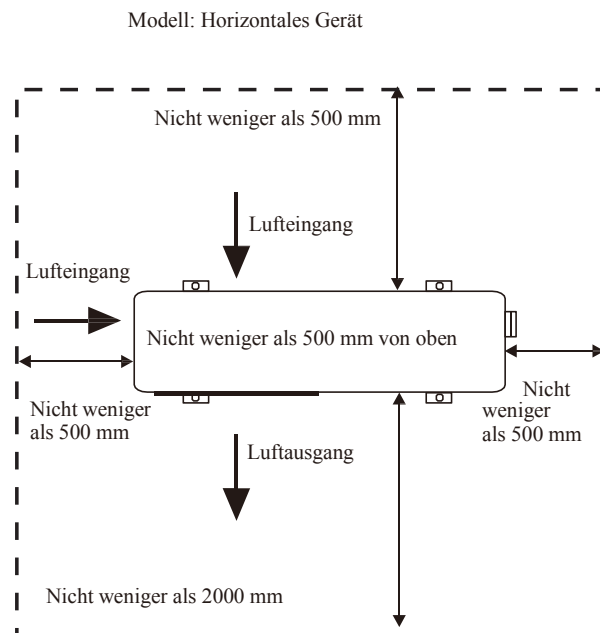 Modell: Horizontales Gerät
Nicht weniger als 500 mm
Lufteingang
Lufteingang
Nicht weniger als 500 mm von oben
Nicht weniger
als 500 mm
Nicht
weniger
als 500 mm
Luftausgang
Nicht weniger als 2000 mm